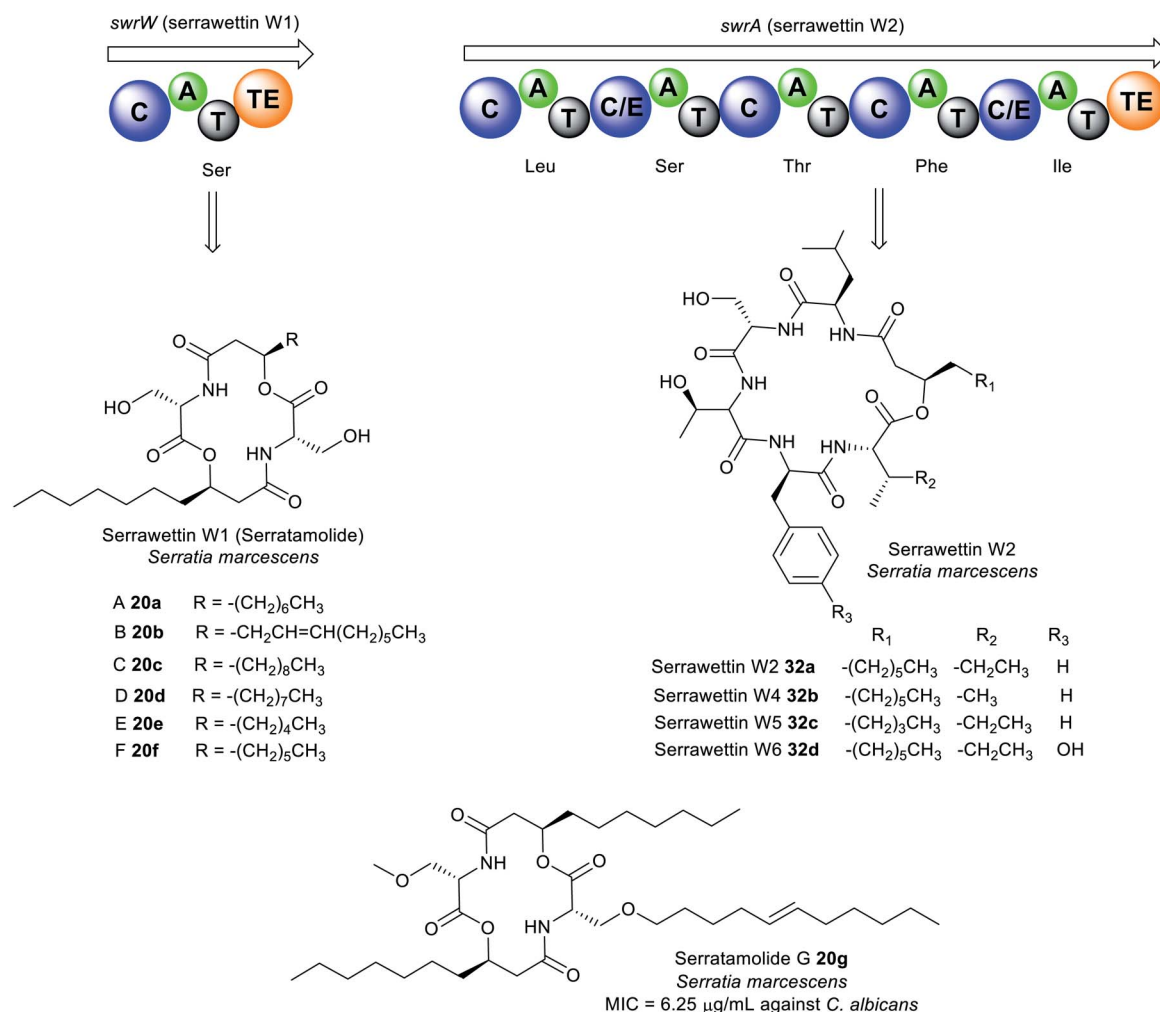 swrW (serrawettin W1)
swrA (serrawettin W2)
C A T TE
C A T C/E A T C A T C A T C/E A T TE
Ser
Leu Ser Thr Phe Ile
O R
NH O O
HO
O O HN OH
O
Serrawettin W1 (Serratamolide)
Serratia marcescens
A 20a R = -(CH2)6CH3
B 20b R = -CH2CH=CH(CH2)5CH3
C 20c R = -(CH2)8CH3
D 20d R = -(CH2)7CH3
E 20e R = -(CH2)4CH3
F 20f R = -(CH2)5CH3
O
HO O
NH HN
O R1
HO NH O O
NH HN R2
O O
R3
Serrawettin W2
Serratia marcescens
R1 R2 R3
Serrawettin W2 32a -(CH2)5CH3 -CH2CH3 H
Serrawettin W4 32b -(CH2)5CH3 -CH3 H
Serrawettin W5 32c -(CH2)3CH3 -CH2CH3 H
Serrawettin W6 32d -(CH2)5CH3 -CH2CH3 OH
O
NH O O
O
O O HN O
O
Serratamolide G 20g
Serratia marcescens
MIC = 6.25 μg/mL against C. albicans